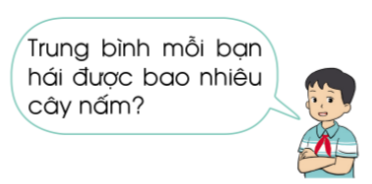 Trung bình mỗi bạn
hái được bao nhiêu
cây nấm?